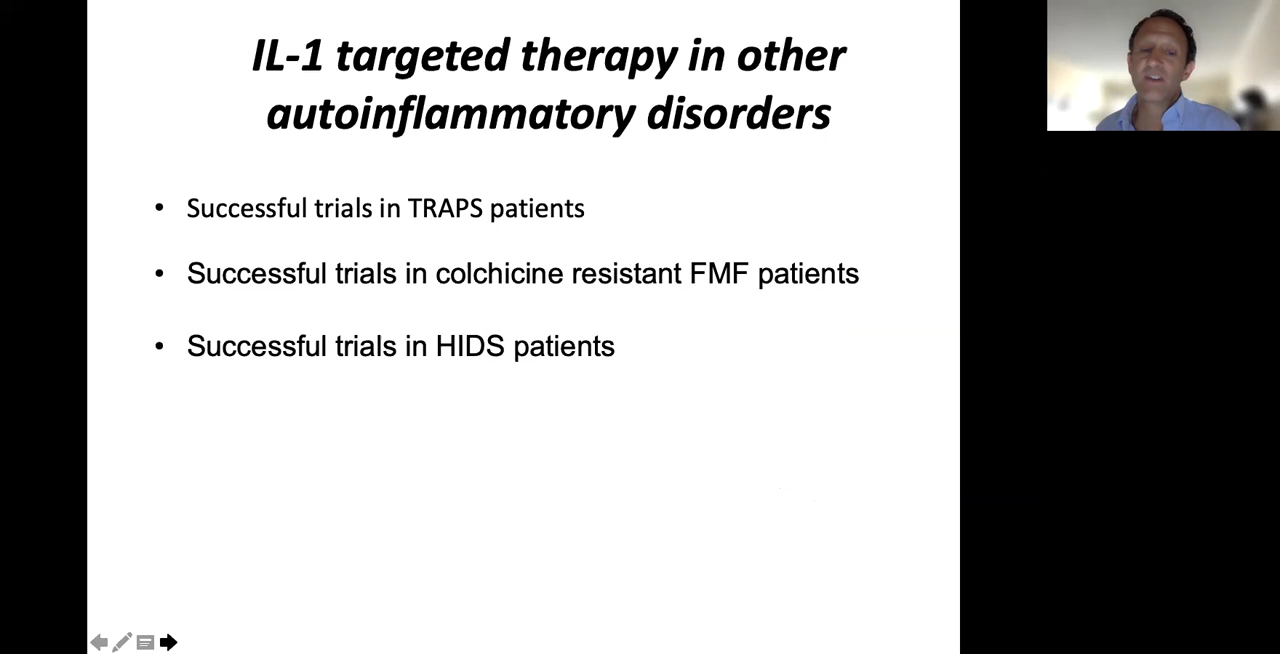 IL-1 targeted therapy in other
autoinflammatory disorders
• Successful trials in TRAPS patients
• Successful trials in colchicine resistant FMF patients
• Successful trials in HIDS patients